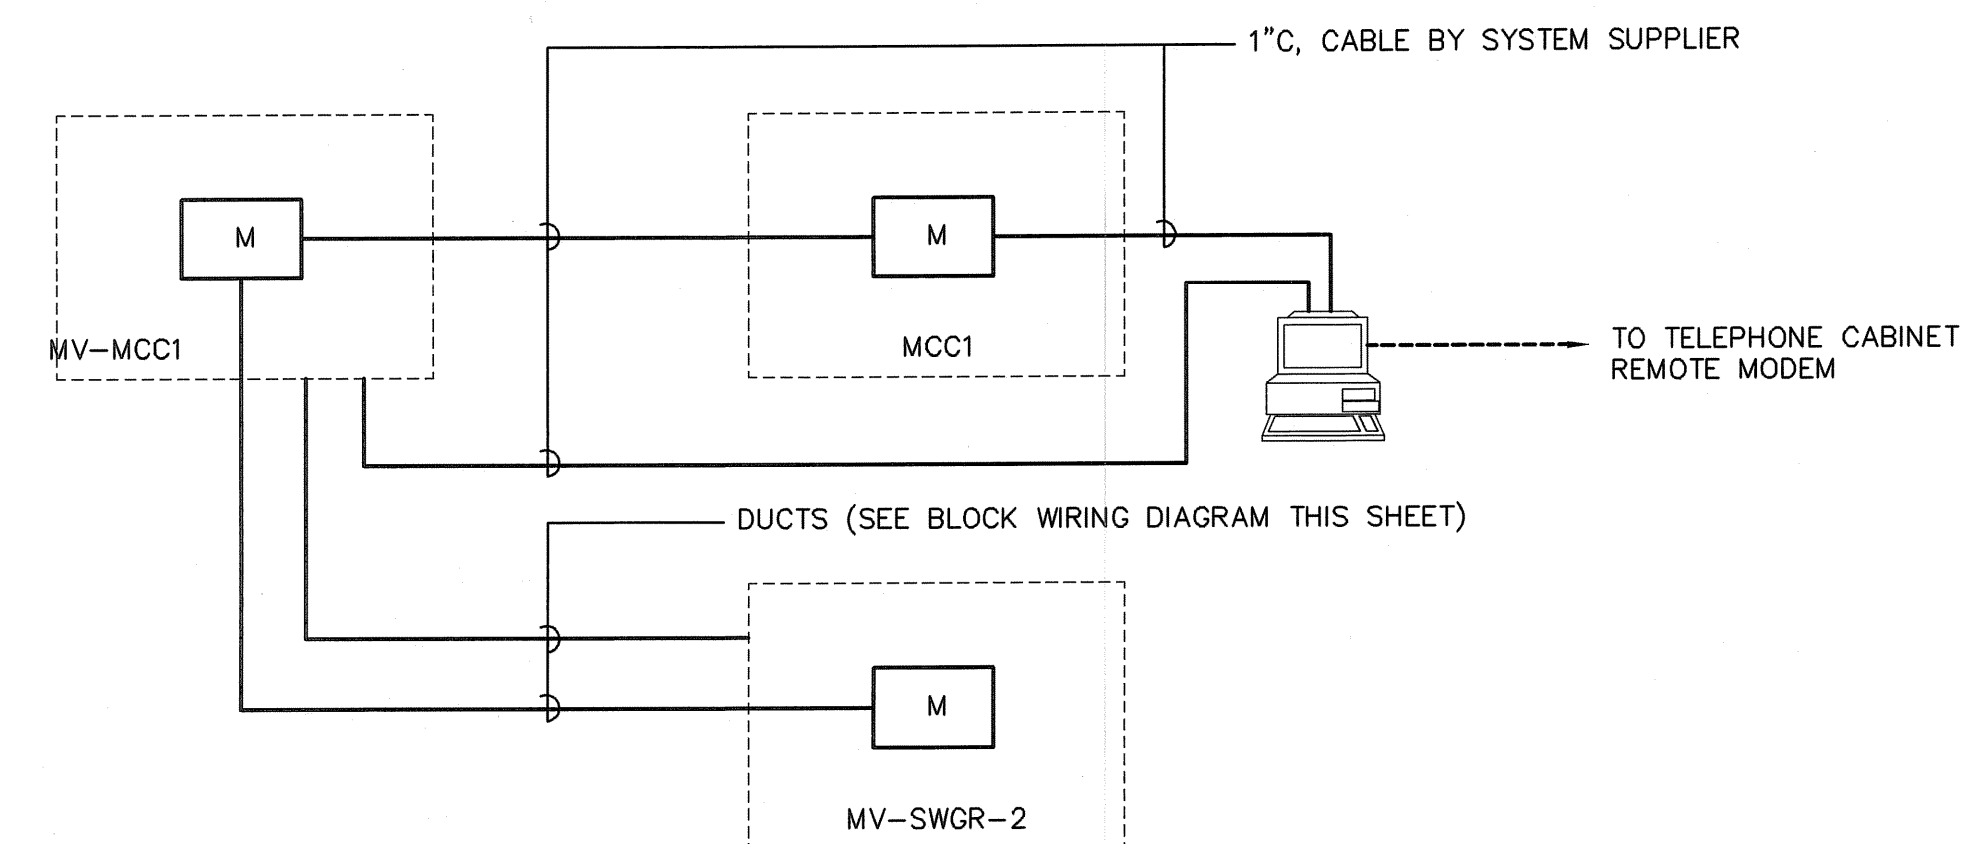 1”C, CABLE BY SYSTEM SUPPLIER
M
M
MV–MCC1
MCC1
TO TELEPHONE CABINET
REMOTE MODEM
DUCTS (SEE BLOCK WIRING DIAGRAM THIS SHEET)
M
MV–SWGR–2